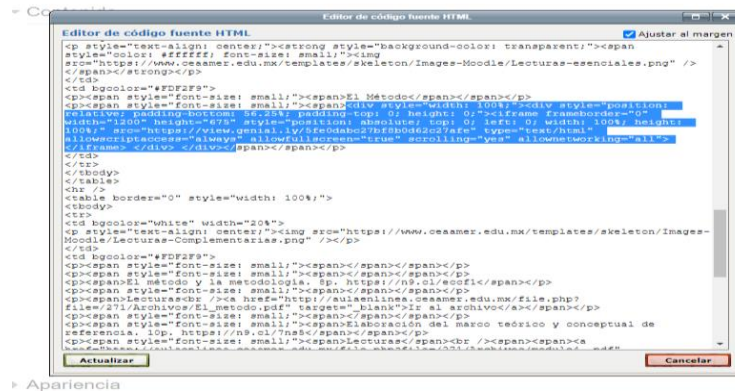 Contenido
Editor de código fuente HTML
Editor de código fuente HTML
Ajustar al margen
<p style="text-align: center;"><strong style="background-color: transparent;"><span
style="color: #ffffff; font-size: small;"><img
src="https://www.ceaamer.edu.mx/templates/skeleton/Images-Moodle/Lecturas-esenciales.png" />
</span></strong></p>
</td>
<td bgcolor="#FDF2F9">
<p><span style="font-size: small;"><span>El Método</span></span></p>
<p><span style="font-size: small;"><span><div style="width: 100%;"><div style="position:
relative; padding-bottom: 56.25%; padding-top: 0; height: 0;"><iframe frameborder="0"
width="1200" height="675" style="position: absolute; top: 0; left: 0; width: 100%; height:
100%;" src="https://view.genial.ly/5fe0dabc27bf8b0d62c27afe" type="text/html"
allowscriptaccess="always" allowfullscreen="true" scrolling="yes" allownetworking="all">
</iframe> </div> </div></span></span></p>
</td>
</tr>
</tbody>
</table>
<hr />
<table border="0" style="width: 100%;">
<tbody>
<tr>
<td bgcolor="white" width="20%">
<p style="text-align: center;"><img src="https://www.ceaamer.edu.mx/templates/skeleton/Images-
Moodle/Lecturas-Complementarias.png" /></p>
</td>
<td bgcolor="#FDF2F9">
<p><span style="font-size: small;"><span></span></span></p>
<p><span style="font-size: small;"><span></span></span></p>
<p><span>El método y la metodología. 8p. https://n9.cl/eocf1</span></p>
<p><span>Lecturas<br /><a href="http://aulaenlinea.ceaamer.edu.mx/file.php?
file=/271/Archivos/El_metodo.pdf" target="_blank">Ir al archivo</a></span></p>
<p><span style="font-size: small;"><span></span></span></p>
<p><span style="font-size: small;"><span>Elaboración del marco teórico y conceptual de
referencia. 10p. https://n9.cl/7ns5</span></span></p>
<p><span style="font-size: small;"><span>Lecturas</span></span><br /><span><span><a
Actualizar
Cancelar
Apariencia